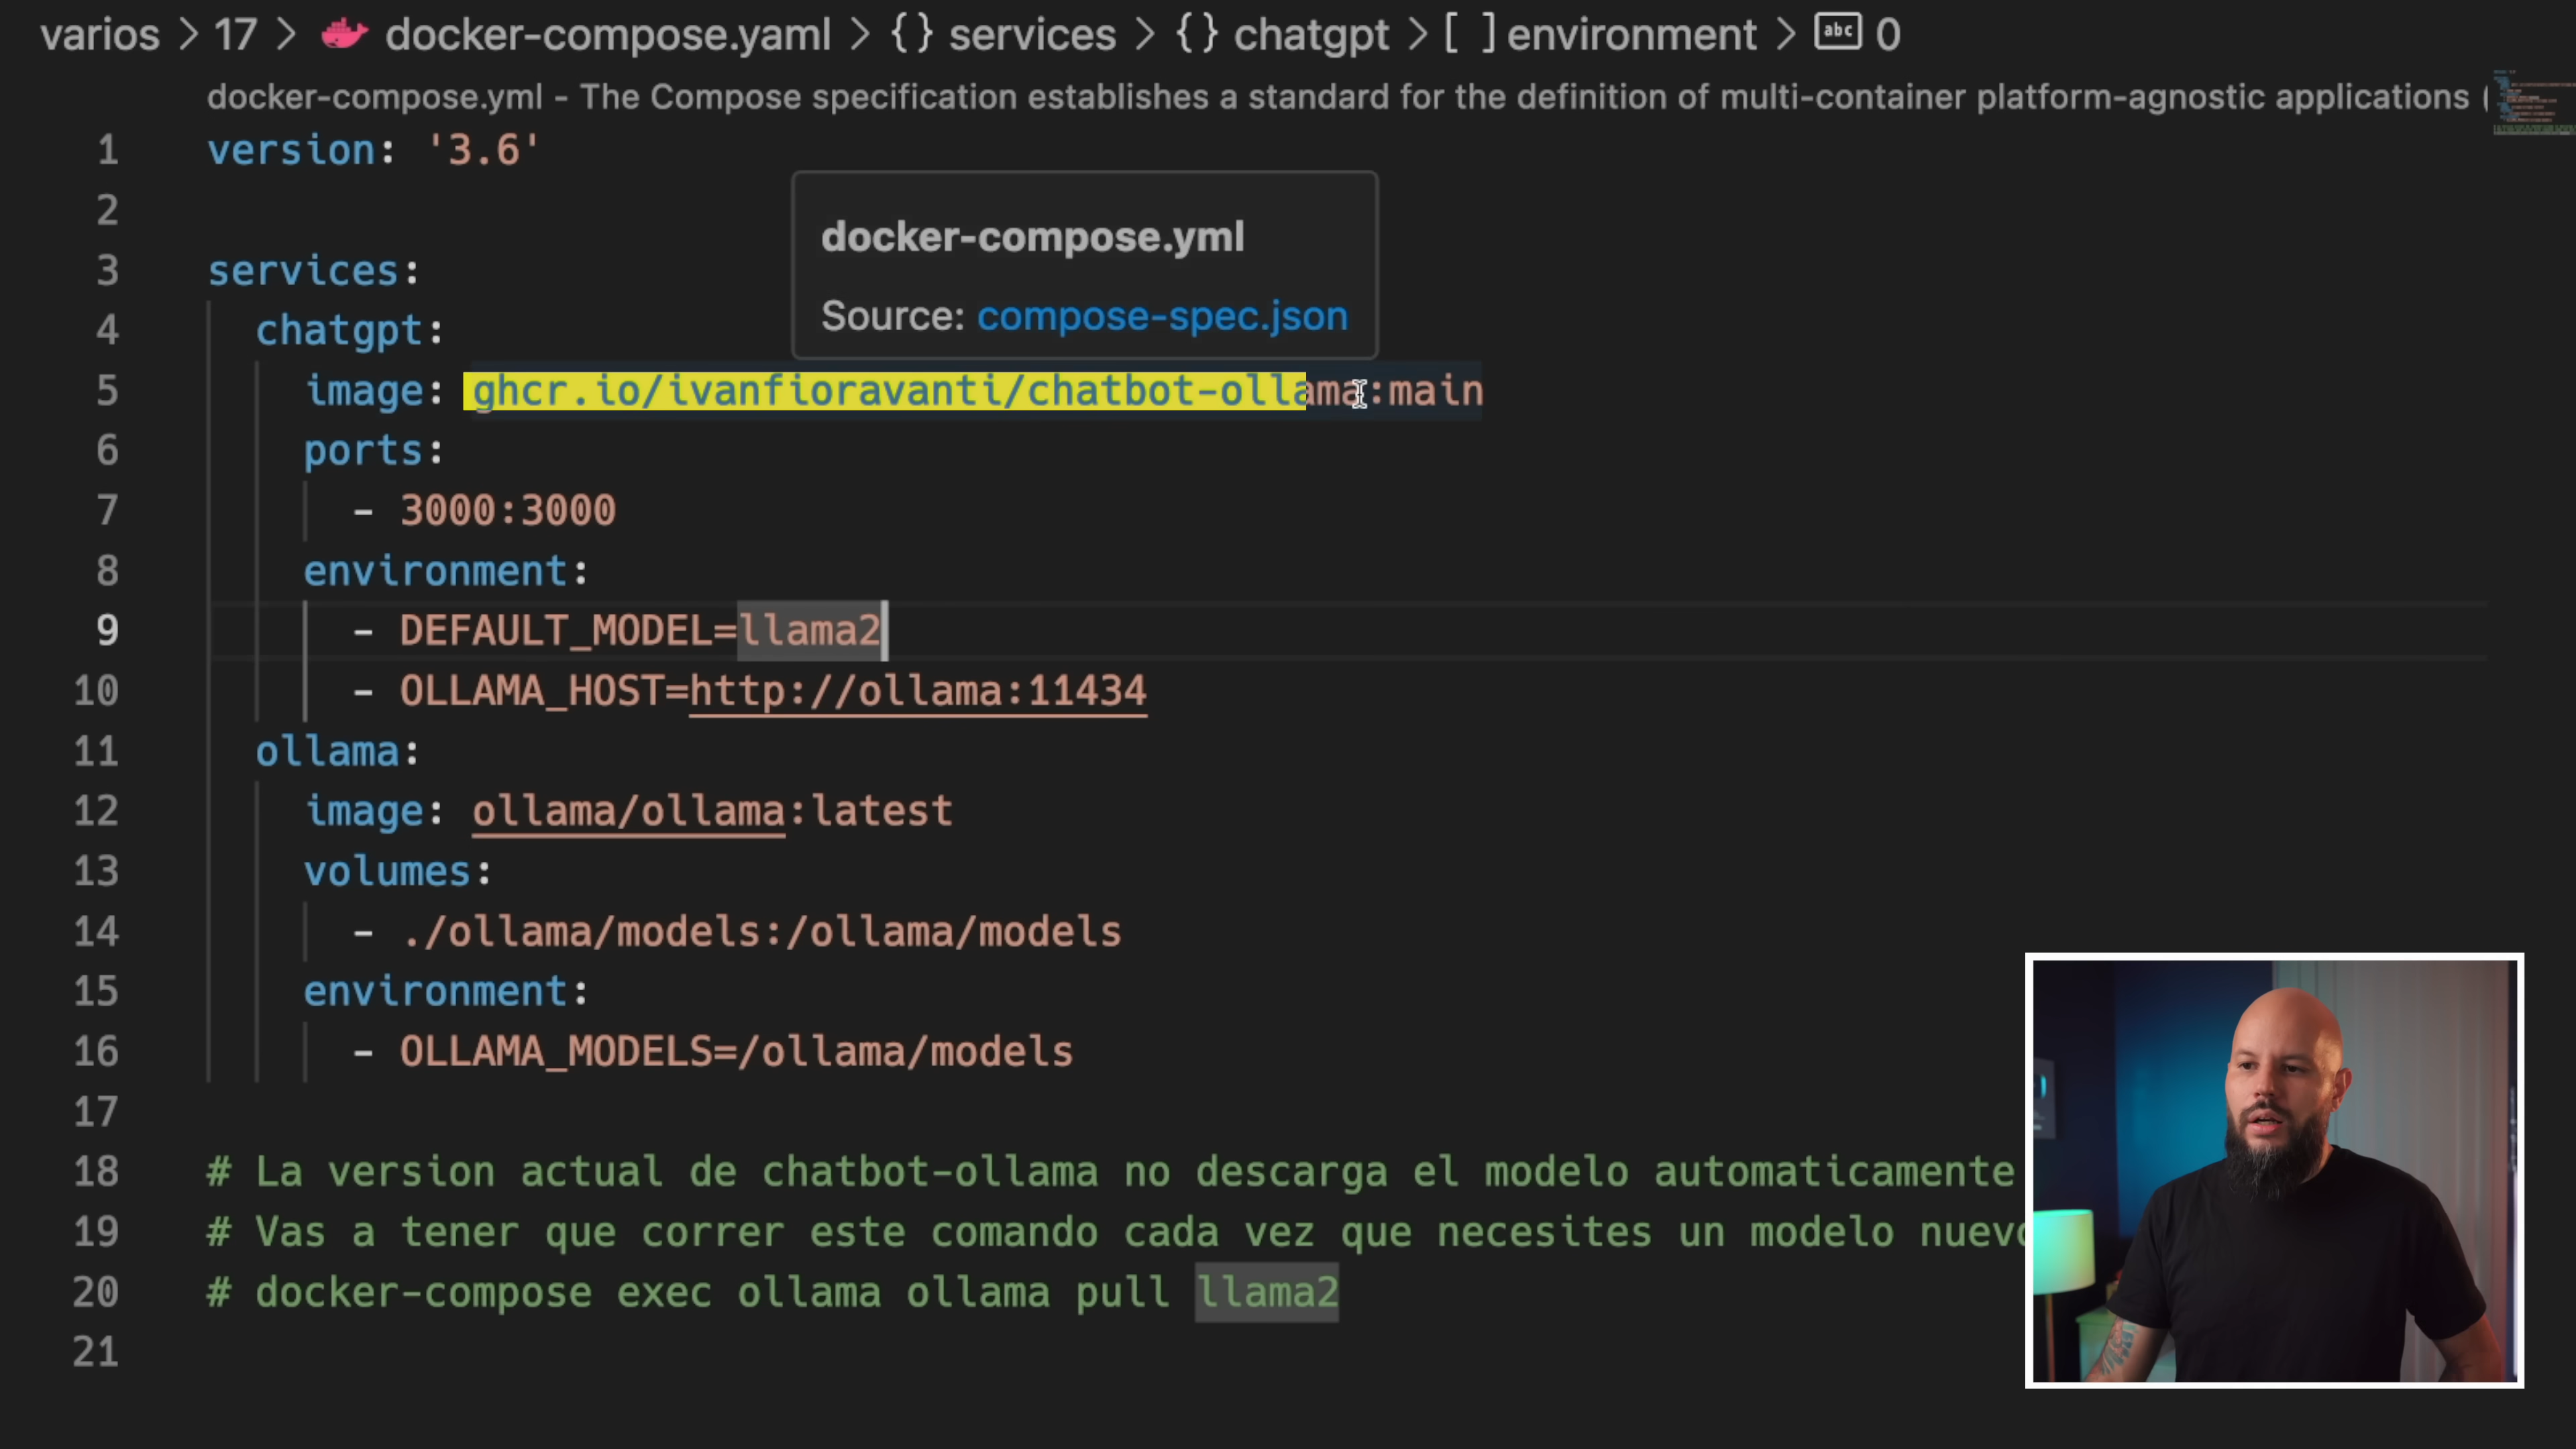 varios > 17 > docker-compose.yaml > {} services > {} chatgpt > [ ] environment > abc 0
docker-compose.yml - The Compose specification establishes a standard for the definition of multi-container platform-agnostic applications (
1 version: '3.6'
2
docker-compose.yml
3 services:
Source: compose-spec.json
4 chatgpt:
5 image: ghcr.io/ivanfioravanti/chatbot-ollama:main
6 ports:
7 - 3000:3000
8 environment:
9 - DEFAULT_MODEL=llama2
10 - OLLAMA_HOST=http://ollama:11434
11 ollama:
12 image: ollama/ollama:latest
13 volumes:
14 - ./ollama/models:/ollama/models
15 environment:
16 - OLLAMA_MODELS=/ollama/models
17
18 # La version actual de chatbot-ollama no descarga el modelo automaticamente
19 # Vas a tener que correr este comando cada vez que necesites un modelo nuevo
20 # docker-compose exec ollama ollama pull llama2
21